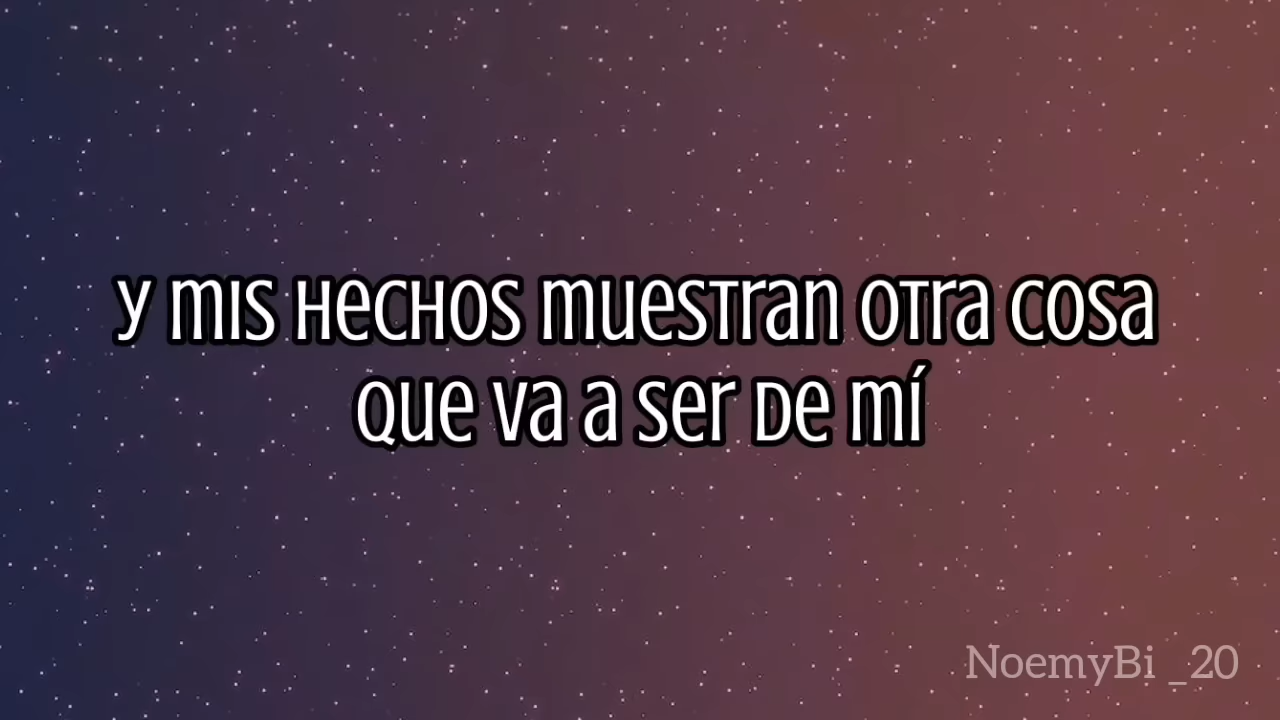 Y mis hechos muestran otra cosa
que va a ser de mí
NoemyBi _20